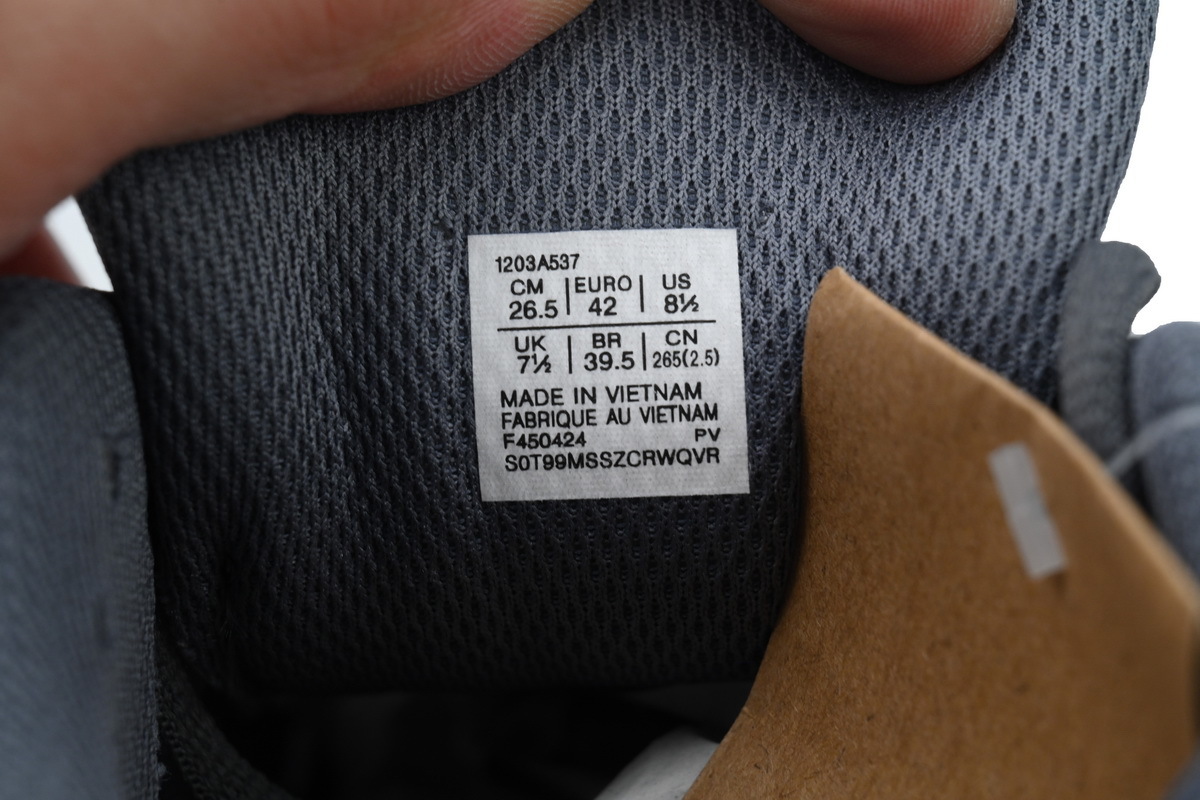 1203A537
CM EURO US
26.5 42 8½
UK BR CN
7½ 39.5 265(2.5)
MADE IN VIETNAM
FABRIQUE AU VIETNAM
F450424 PV
S0T99MSSZCRWQVR